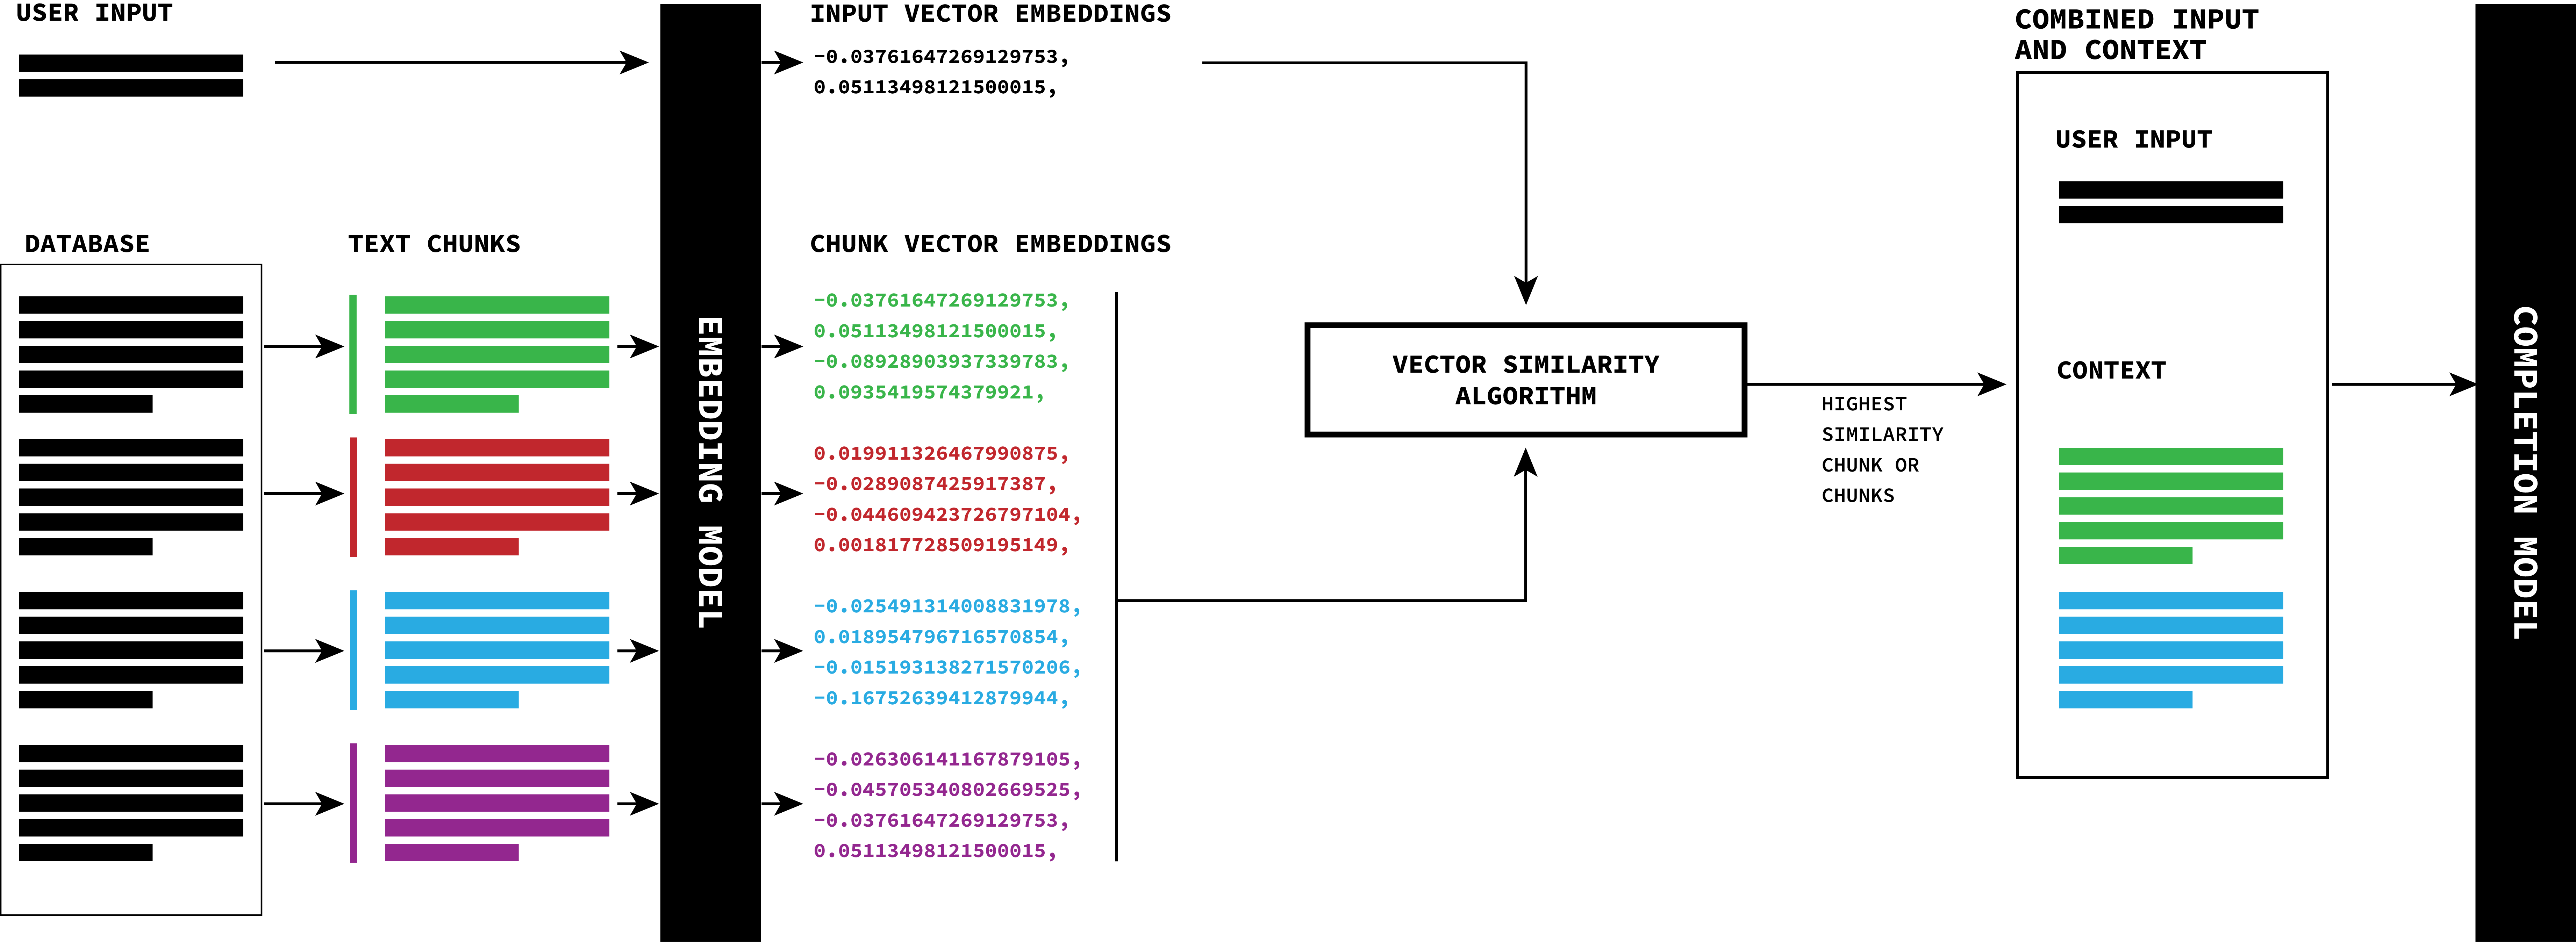 USER INPUT
INPUT VECTOR EMBEDDINGS
-0.03761647269129753,
0.05113498121500015,
DATABASE
TEXT CHUNKS
EMBEDDING MODEL
CHUNK VECTOR EMBEDDINGS
-0.03761647269129753,
0.05113498121500015,
-0.08928903937339783,
0.0935419574379921,
0.019911326467990875,
-0.0289087425917387,
-0.044609423726797104,
0.001817728509195149,
-0.025491314008831978,
0.018954796716570854,
-0.015193138271570206,
-0.16752639412879944,
-0.026306141167879105,
-0.045705340802669525,
-0.03761647269129753,
0.05113498121500015,
VECTOR SIMILARITY
ALGORITHM
HIGHEST
SIMILARITY
CHUNK OR
CHUNKS
COMBINED INPUT
AND CONTEXT
USER INPUT
CONTEXT
COMPLETION MODEL